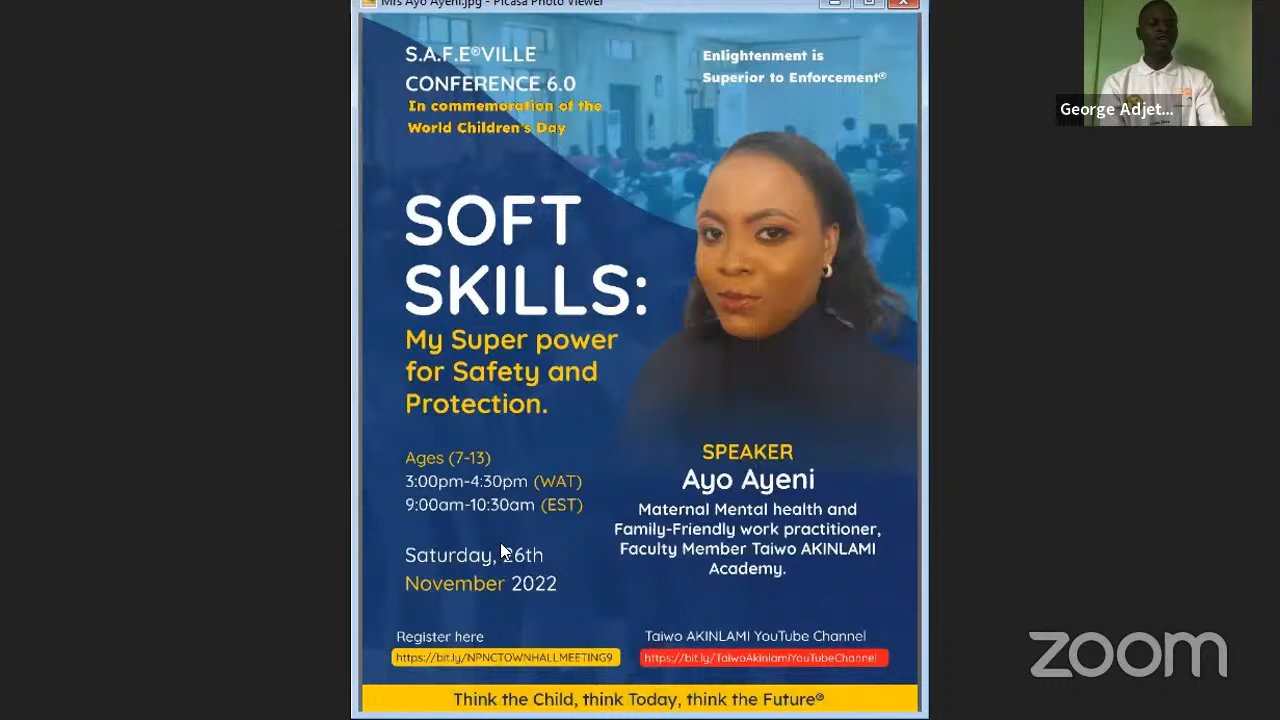 Mrs Ayo Ayeni.jpg - Picasa Photo Viewer
S.A.F.E®VILLE
CONFERENCE 6.0
In commemoration of the
World Children's Day
Enlightenment is
Superior to Enforcement®
SOFT
SKILLS:
My Super power
for Safety and
Protection.
Ages (7-13)
3:00pm-4:30pm (WAT)
9:00am-10:30am (EST)
Saturday, 26th
November 2022
SPEAKER
Ayo Ayeni
Maternal Mental health and
Family-Friendly work practitioner,
Faculty Member Taiwo AKINLAMI
Academy.
Register here
https://bit.ly/NPNCTOWNHALLMEETING9
Taiwo AKINLAMI YouTube Channel
https://bit.ly/TaiwoAkinlamiYouTubeChannel
Think the Child, think Today, think the Future®
George Adjet...
zoom